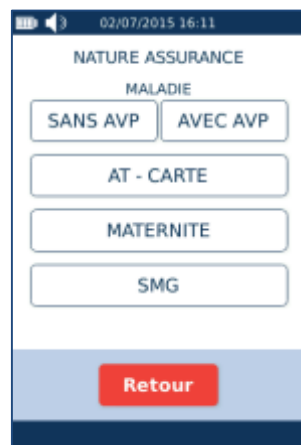 02/07/2015 16:11
NATURE ASSURANCE
MALADIE
SANS AVP AVEC AVP
AT - CARTE
MATERNITE
SMG
Retour